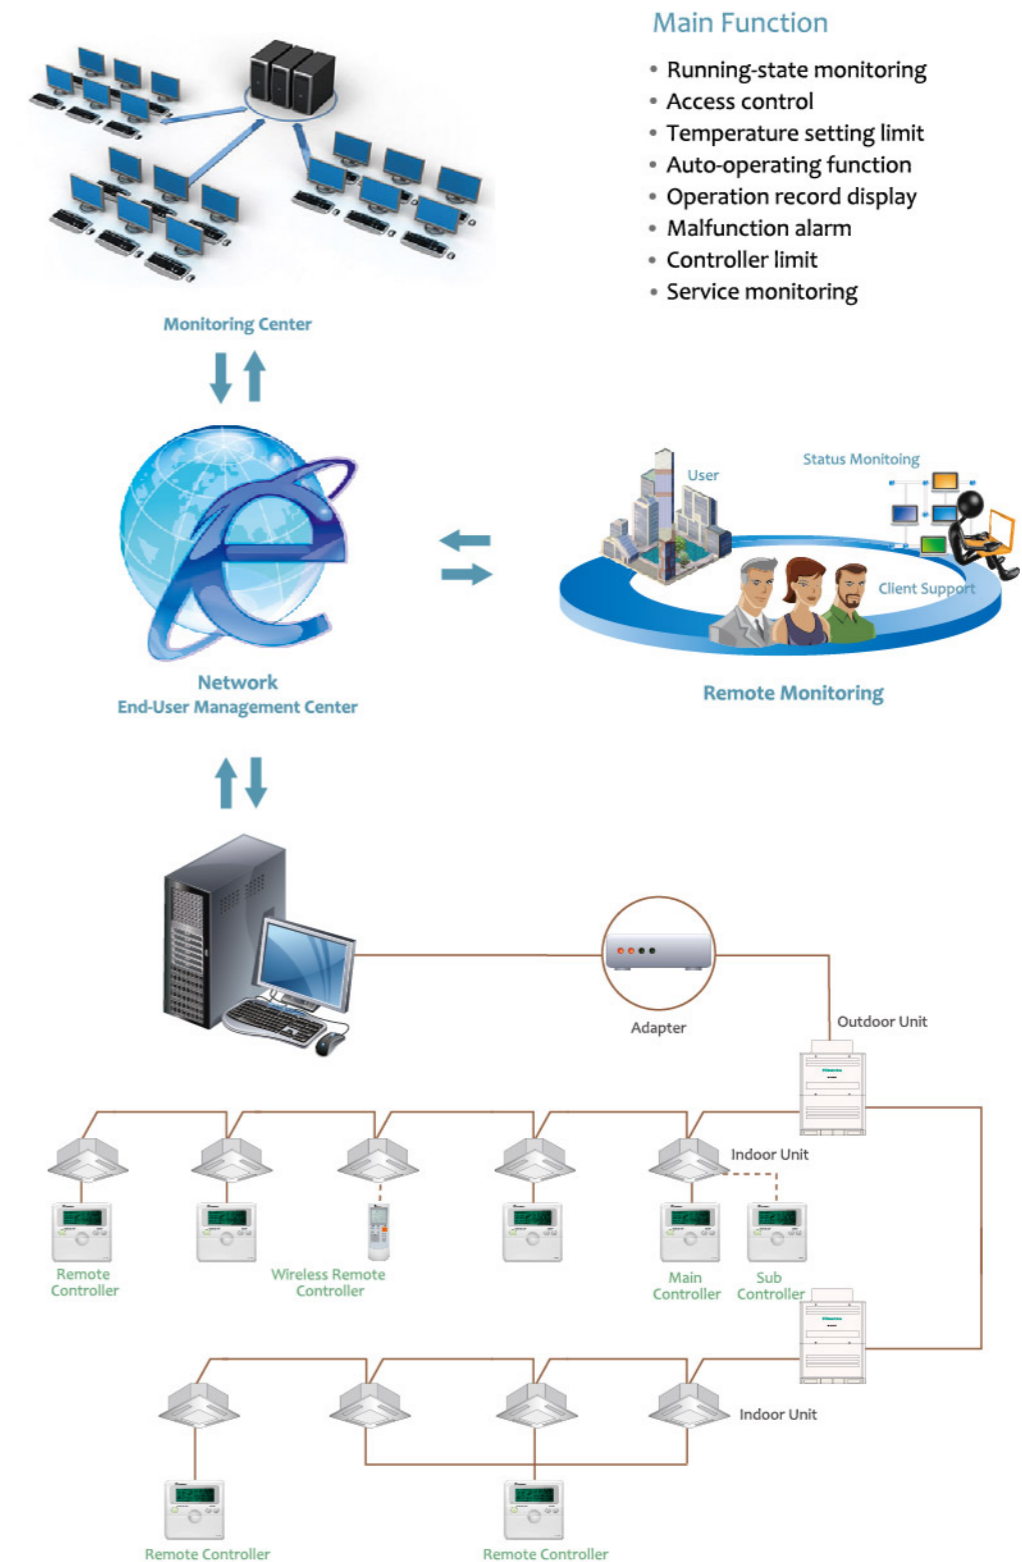 Main Function
• Running-state monitoring
• Access control
• Temperature setting limit
• Auto-operating function
• Operation record display
• Malfunction alarm
• Controller limit
• Service monitoring
Monitoring Center
User
Status Monitoing
Client Support
Network
End-User Management Center
Remote Monitoring
Adapter
Outdoor Unit
Indoor Unit
Remote
Controller
Wireless Remote
Controller
Main
Controller
Sub
Controller
Indoor Unit
Remote Controller
Remote Controller